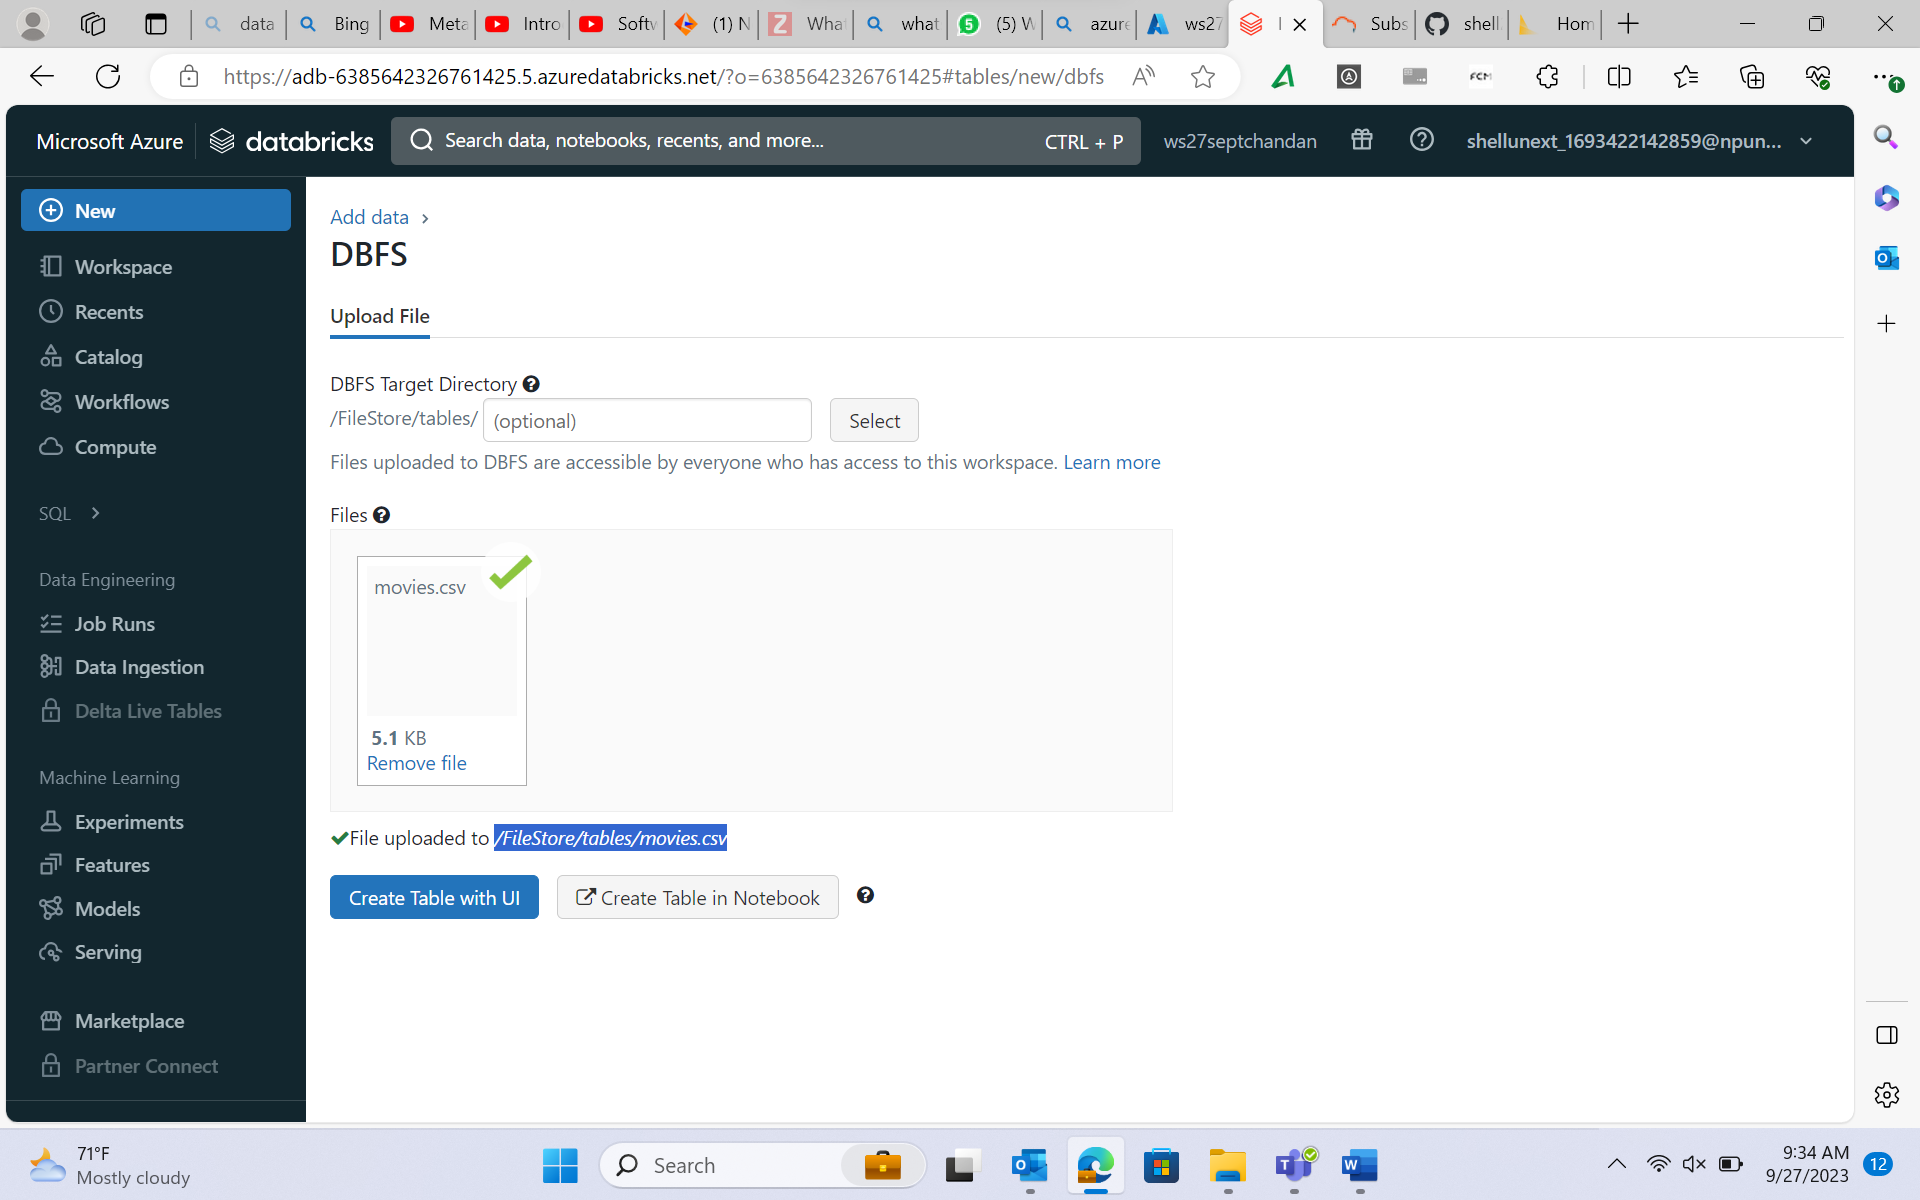 data
Bing
Meta
Intro
Softw
(1) N
What
what
(5) W
azure
ws27
Subs
shell
Hom
https://adb-6385642326761425.5.azuredatabricks.net/?o=6385642326761425#tables/new/dbfs
FCM
Microsoft Azure
databricks
Search data, notebooks, recents, and more...
CTRL + P
ws27septchandan
shellunext_1693422142859@npun...
New
Workspace
Recents
Catalog
Workflows
Compute
SQL
Data Engineering
Job Runs
Data Ingestion
Delta Live Tables
Machine Learning
Experiments
Features
Models
Serving
Marketplace
Partner Connect
Add data
DBFS
Upload File
DBFS Target Directory
/FileStore/tables/
(optional)
Select
Files uploaded to DBFS are accessible by everyone who has access to this workspace. Learn more
Files
movies.csv
5.1 KB
Remove file
File uploaded to /FileStore/tables/movies.csv
Create Table with UI
Create Table in Notebook
71°F
Mostly cloudy
Search
9:34 AM
9/27/2023
12